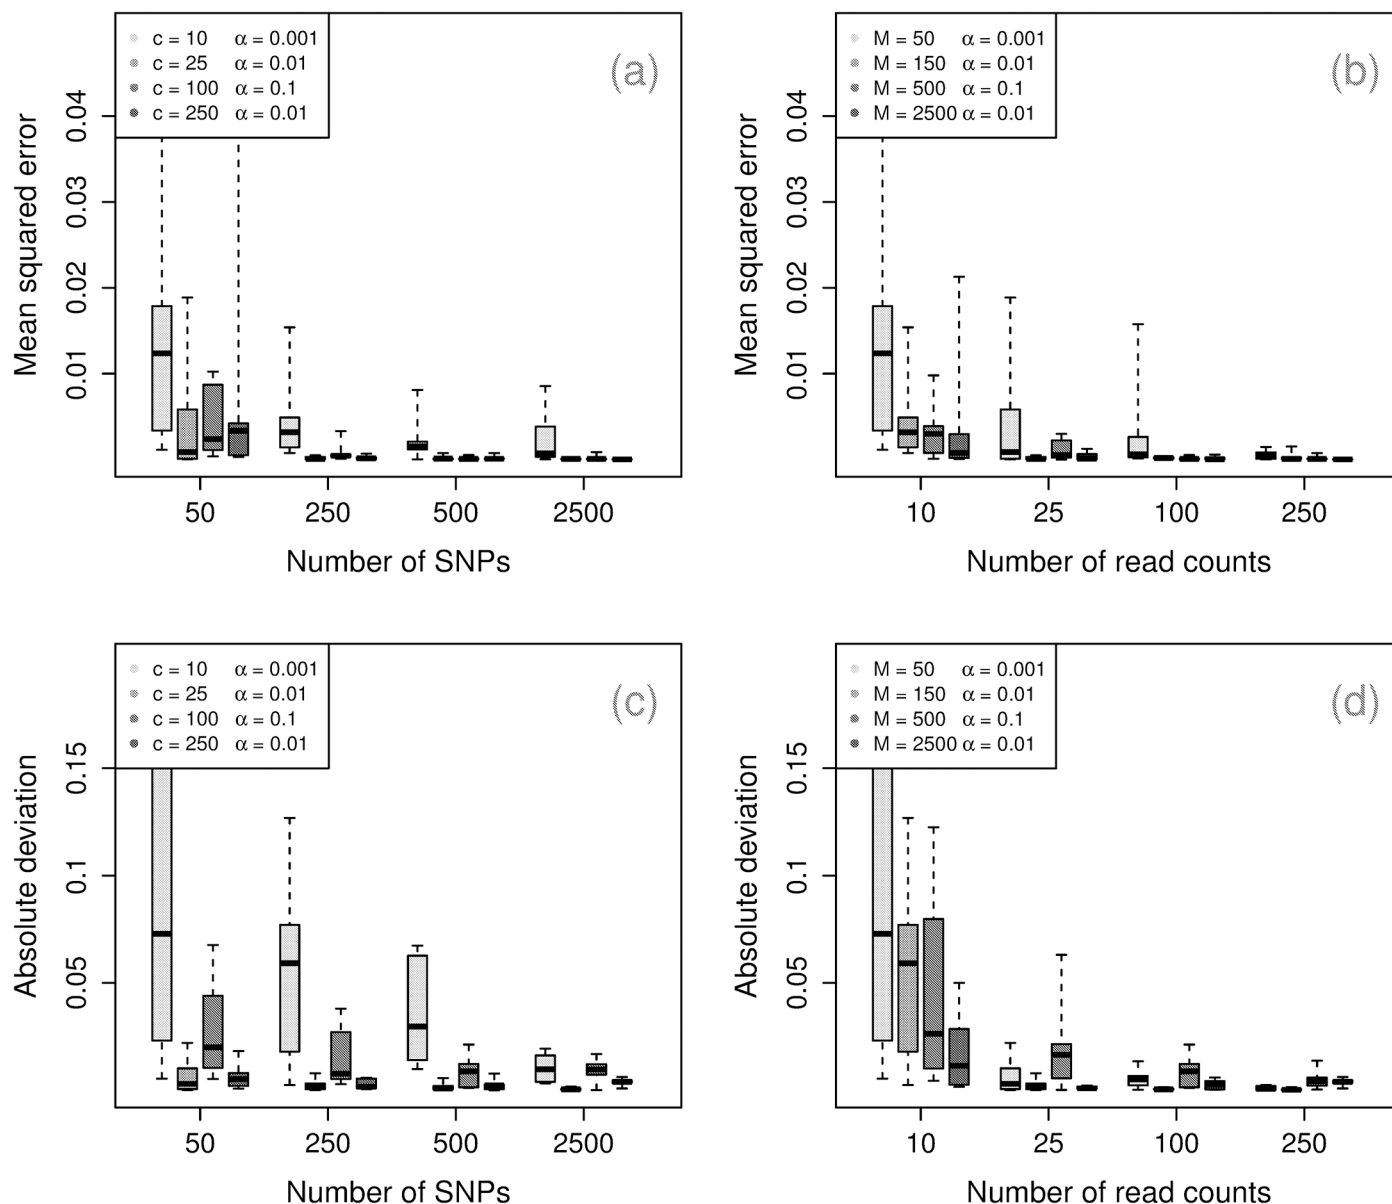 c = 10 α = 0.001
c = 25 α = 0.01
c = 100 α = 0.1
c = 250 α = 0.01
(a)
Mean squared error
0.04
0.03
0.02
0.01
50 250 500 2500
Number of SNPs
M = 50 α = 0.001
M = 150 α = 0.01
M = 500 α = 0.1
M = 2500 α = 0.01
(b)
Mean squared error
0.04
0.03
0.02
0.01
10 25 100 250
Number of read counts
c = 10 α = 0.001
c = 25 α = 0.01
c = 100 α = 0.1
c = 250 α = 0.01
(c)
Absolute deviation
0.15
0.1
0.05
50 250 500 2500
Number of SNPs
M = 50 α = 0.001
M = 150 α = 0.01
M = 500 α = 0.1
M = 2500 α = 0.01
(d)
Absolute deviation
0.15
0.1
0.05
10 25 100 250
Number of read counts